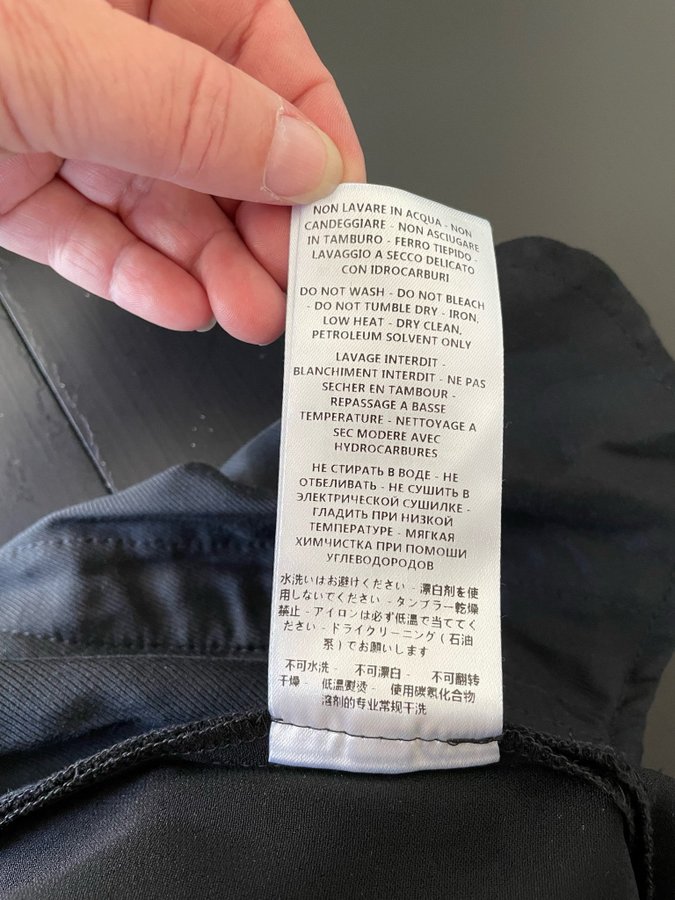 NON LAVARE IN ACQUA - NON
CANDEGGIARE - NON ASCIUGARE
IN TAMBURO - FERRO TIEPIDO -
LAVAGGIO A SECCO DELICATO
CON IDROCARBURI
DO NOT WASH - DO NOT BLEACH
- DO NOT TUMBLE DRY - IRON,
LOW HEAT - DRY CLEAN,
PETROLEUM SOLVENT ONLY
LAVAGE INTERDIT -
BLANCHIMENT INTERDIT - NE PAS
SECHER EN TAMBOUR -
REPASSAGE A BASSE
TEMPERATURE - NETTOYAGE A
SEC MODERE AVEC
HYDROCARBURES
НЕ СТИРАТЬ В ВОДЕ - НЕ
ОТБЕЛИВАТЬ - НЕ СУШИТЬ В
ЭЛЕКТРИЧЕСКОЙ СУШИЛКЕ -
ГЛАДИТЬ ПРИ НИЗКОЙ
ТЕМПЕРАТУРЕ - МЯГКАЯ
ХИМЧИСТКА ПРИ ПОМОШИ
УГЛЕВОДОРОДОВ
水洗いはお避けください - 漂白剤を使
用しないでください - タンブラー乾燥
禁止 - アイロンは必ず低温で当ててく
ださい - ドライクリーニング ( 石油
系 ) でお願いします
不可水洗 - 不可漂白 - 不可翻转
干燥 - 低温熨烫 - 使用碳氢化合物
溶剂的专业常规干洗